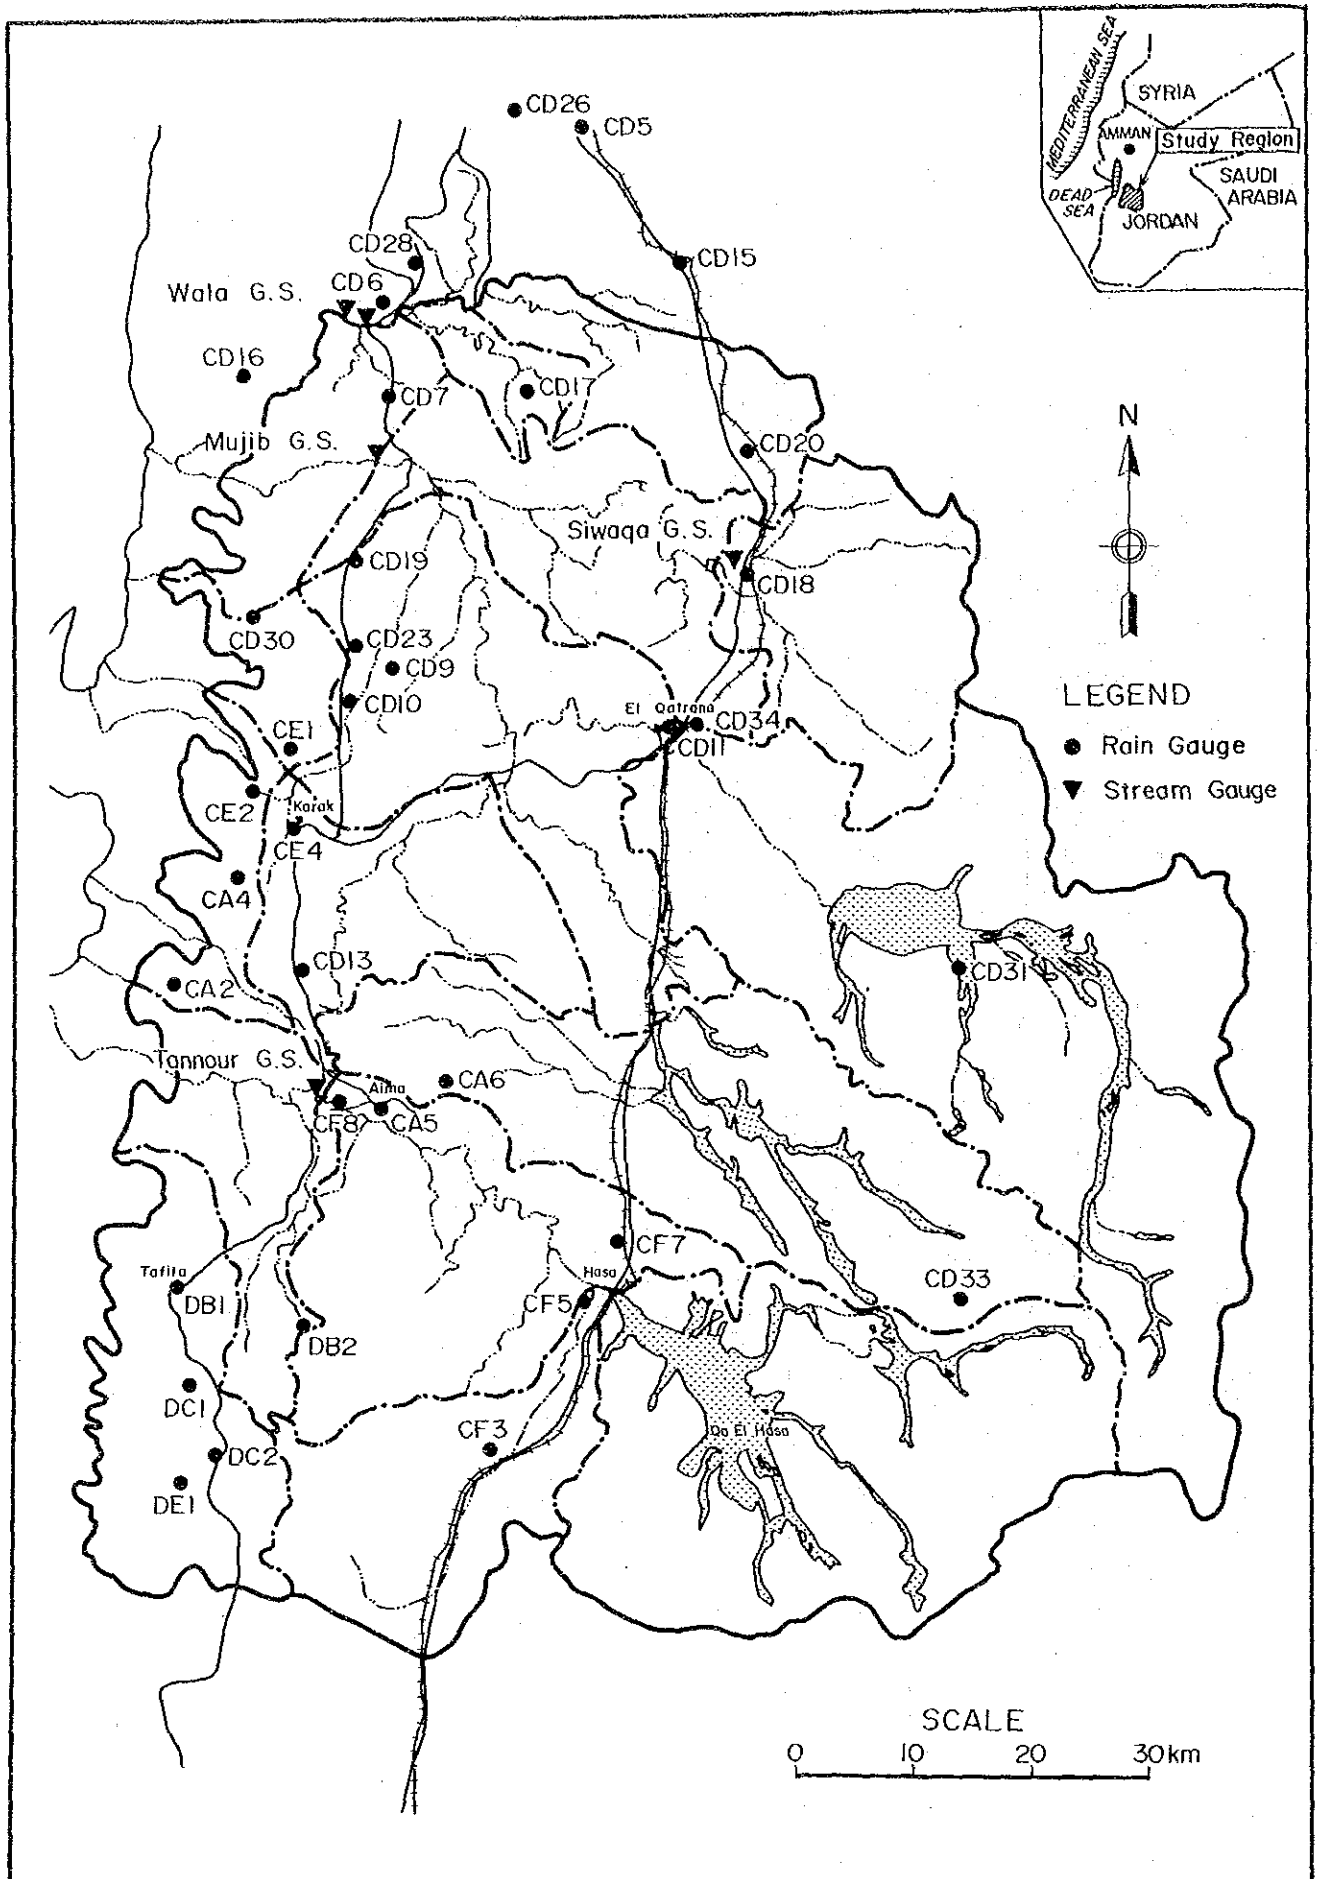 MEDITERRANEAN SEA
SYRIA
AMMAN
Study Region
SAUDI
ARABIA
DEAD
SEA
JORDAN
CD26
CD5
CD28
CD15
CD6
Wala G.S.
CD16
CD7
CD17
Mujib G.S.
CD20
N
Siwaqa G.S.
CD19
CD18
CD30
CD23
CD9
CD10
El Qatrana
CD34
CD11
LEGEND
Rain Gauge
Stream Gauge
CE1
CE2
Karak
CE4
CA4
CD13
CA2
CD31
Tannour G.S.
Aima
CA6
CF8
CA5
CF7
Tafila
Hasa
DB1
CF5
CD33
DB2
DC1
CF3
Qa El Hasa
DC2
DE1
SCALE
0 10 20 30km